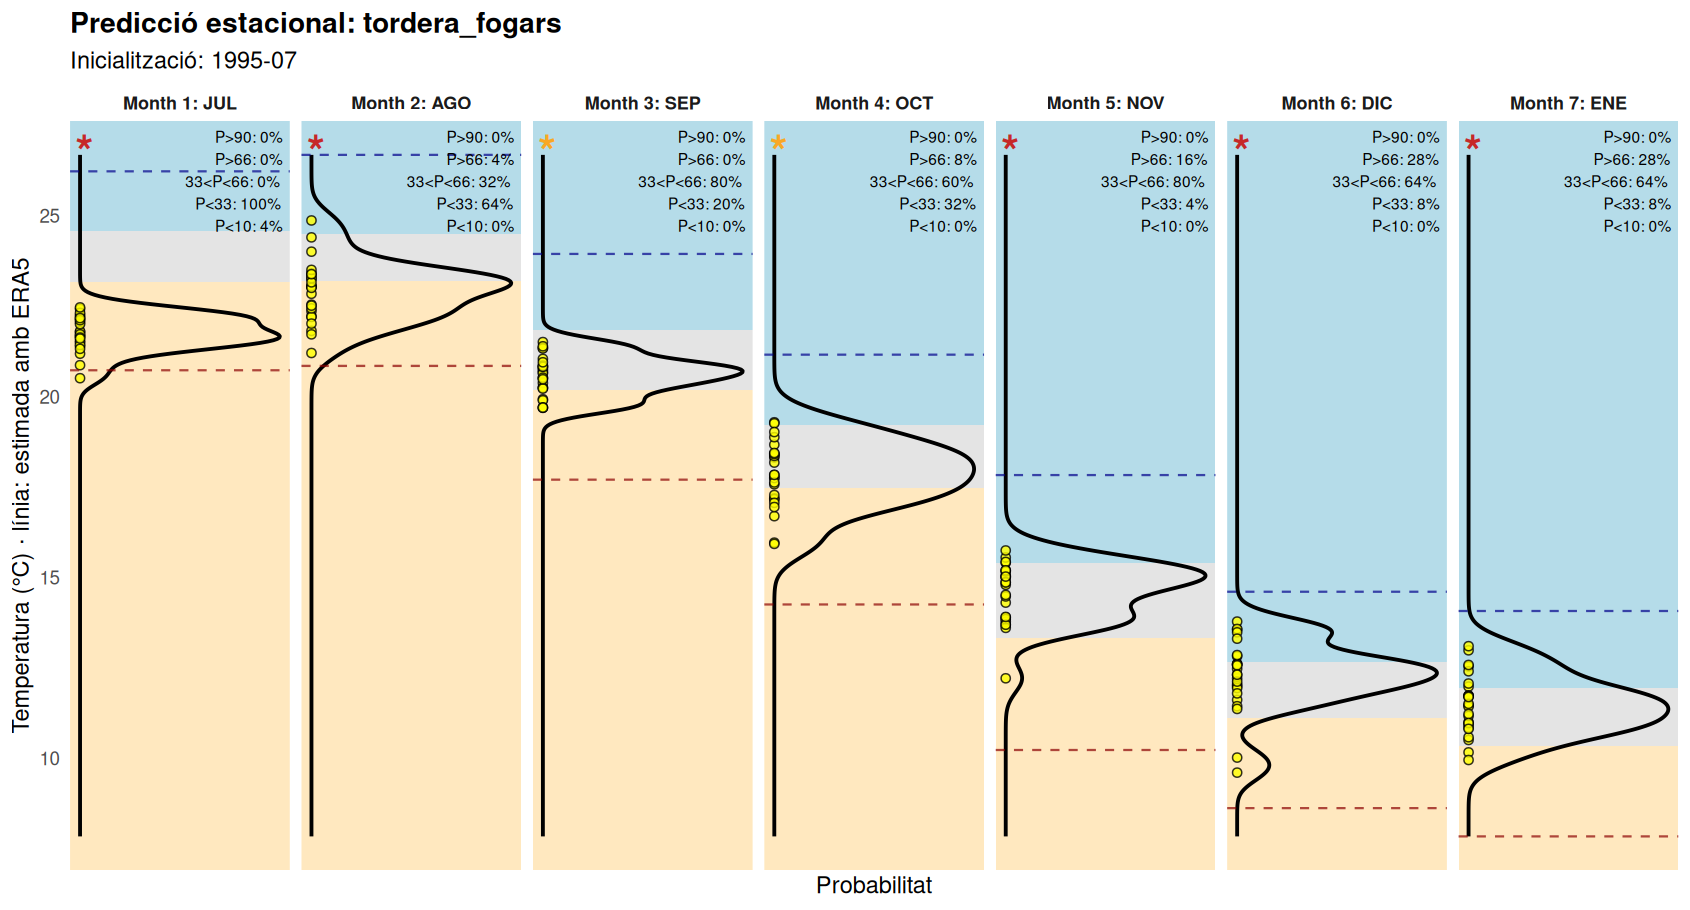 Predicció estacional: tordera_fogars
Inicialització: 1995-07
Month 1: JUL
Month 2: AGO
Month 3: SEP
Month 4: OCT
Month 5: NOV
Month 6: DIC
Month 7: ENE
*
P>90: 0%
P>66: 0%
33<P<66: 0%
P<33: 100%
P<10: 4%
*
P>90: 0%
P>66: 4%
33<P<66: 32%
P<33: 64%
P<10: 0%
*
P>90: 0%
P>66: 0%
33<P<66: 80%
P<33: 20%
P<10: 0%
*
P>90: 0%
P>66: 8%
33<P<66: 60%
P<33: 32%
P<10: 0%
*
P>90: 0%
P>66: 16%
33<P<66: 80%
P<33: 4%
P<10: 0%
*
P>90: 0%
P>66: 28%
33<P<66: 64%
P<33: 8%
P<10: 0%
*
P>90: 0%
P>66: 28%
33<P<66: 64%
P<33: 8%
P<10: 0%
25
20
15
10
Temperatura (°C) · línia: estimada amb ERA5
Probabilitat